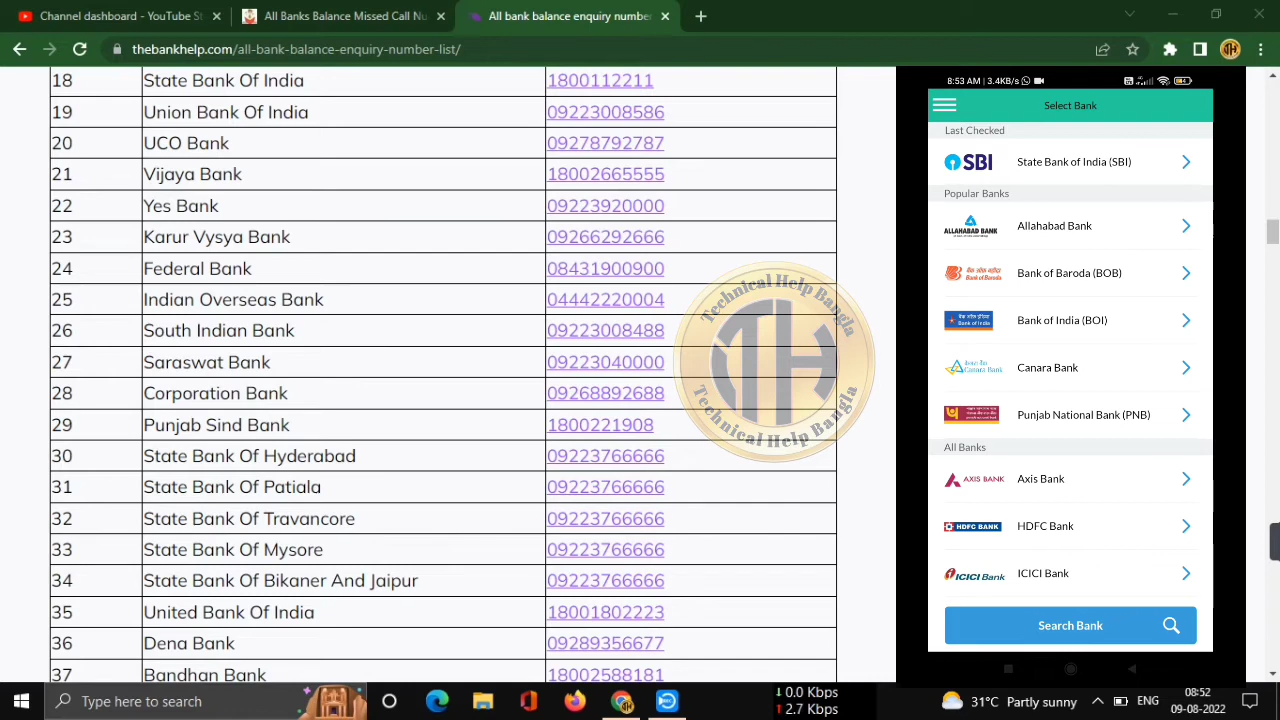 Channel dashboard - YouTube St
All Banks Balance Missed Call Nu
All bank balance enquiry number
thebankhelp.com/all-bank-balance-enquiry-number-list/
18 State Bank Of India 1800112211
19 Union Bank Of India 09223008586
20 UCO Bank 09278792787
21 Vijaya Bank 18002665555
22 Yes Bank 09223920000
23 Karur Vysya Bank 09266292666
24 Federal Bank 08431900900
25 Indian Overseas Bank 04442220004
26 South Indian Bank 09223008488
27 Saraswat Bank 09223040000
28 Corporation Bank 09268892688
29 Punjab Sind Bank 1800221908
30 State Bank Of Hyderabad 09223766666
31 State Bank Of Patiala 09223766666
32 State Bank Of Travancore 09223766666
33 State Bank Of Mysore 09223766666
34 State Bank Of Bikaner And Jaipur 09223766666
35 United Bank Of India 18001802223
36 Dena Bank 09289356677
37 Bandhan Bank 18002588181
Technical Help Bangla
TH
Technical Help Bangla
8:53 AM | 3.4KB/s
Select Bank
Last Checked
SBI State Bank of India (SBI)
Popular Banks
ALLAHABAD BANK Allahabad Bank
बैंक ऑफ़ बड़ौदा
Bank of Baroda Bank of Baroda (BOB)
Bank of India Bank of India (BOI)
Canara Bank Canara Bank
Punjab National Bank (PNB)
All Banks
AXIS BANK Axis Bank
HDFC BANK HDFC Bank
ICICI Bank ICICI Bank
Search Bank
Type here to search
0.0 Kbps
2.7 Kbps
31°C Partly sunny
ENG
08:52
09-08-2022